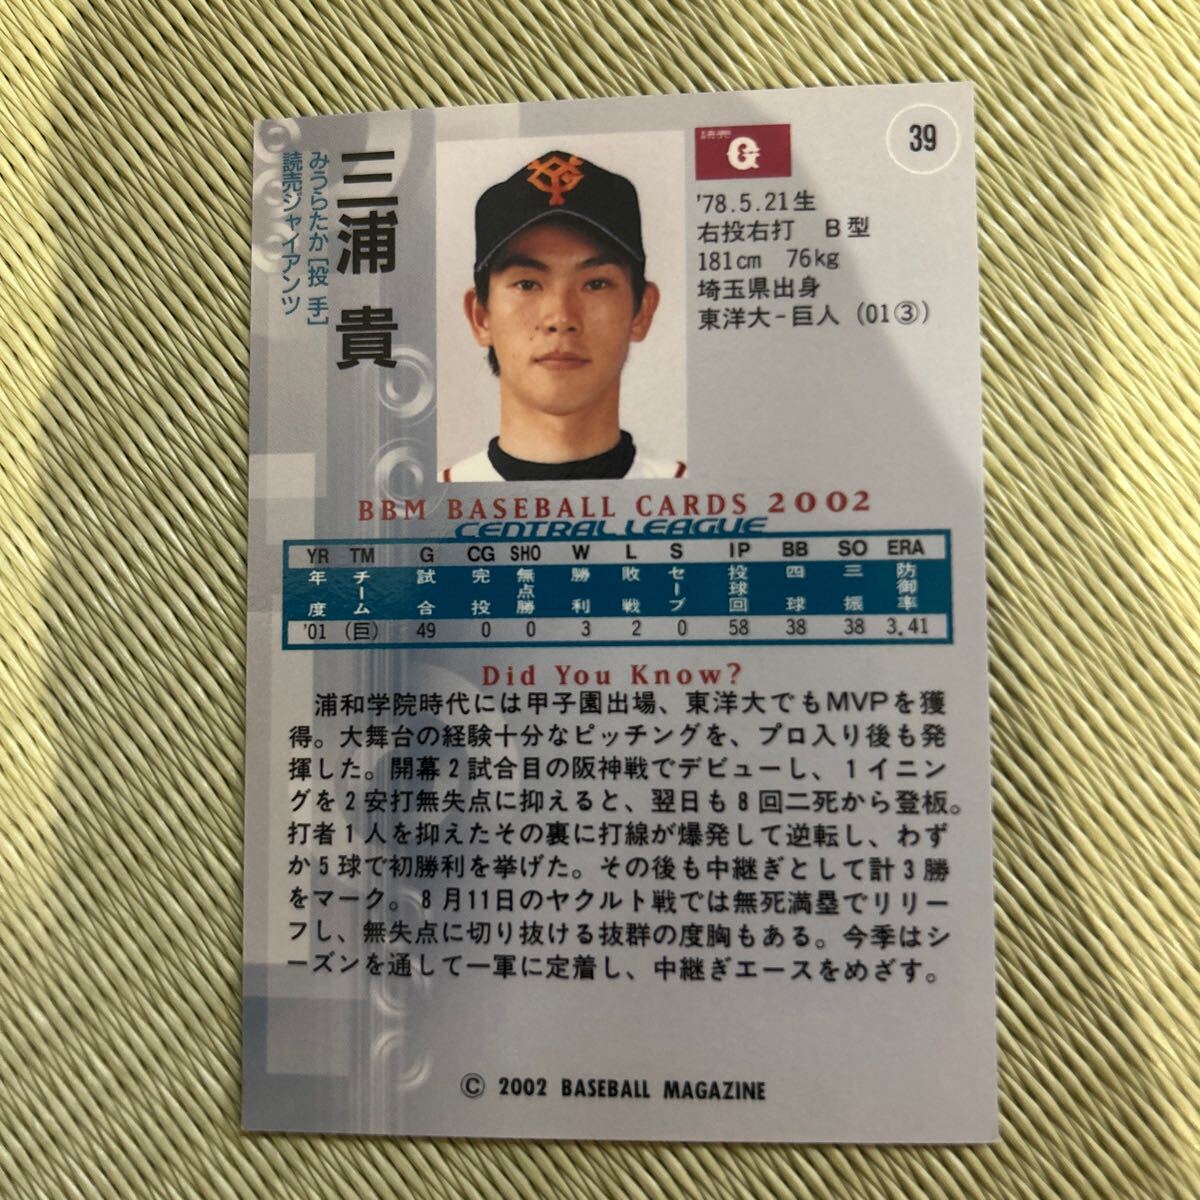 39
三浦 貴
みうらたか［投 手］
読売ジャイアンツ
G
'78.5.21生
右投右打 B型
181cm 76kg
埼玉県出身
東洋大－巨人（01③）
BBM BASEBALL CARDS 2002
CENTRAL LEAGUE
YR TM G CG SHO W L S IP BB SO ERA
年度 チーム 試合 完投 無点勝 勝利 敗戦 セーブ 投球回 四球 三振 防御率
'01 (巨) 49 0 0 3 2 0 58 38 38 3.41
Did You Know?
浦和学院時代には甲子園出場、東洋大でもMVPを獲
得。大舞台の経験十分なピッチングを、プロ入り後も発
揮した。開幕2試合目の阪神戦でデビューし、1イニン
グを2安打無失点に抑えると、翌日も8回二死から登板。
打者1人を抑えたその裏に打線が爆発して逆転し、わず
か5球で初勝利を挙げた。その後も中継ぎとして計3勝
をマーク。8月11日のヤクルト戦では無死満塁でリリー
フし、無失点に切り抜ける抜群の度胸もある。今季はシ
ーズンを通して一軍に定着し、中継ぎエースをめざす。
© 2002 BASEBALL MAGAZINE